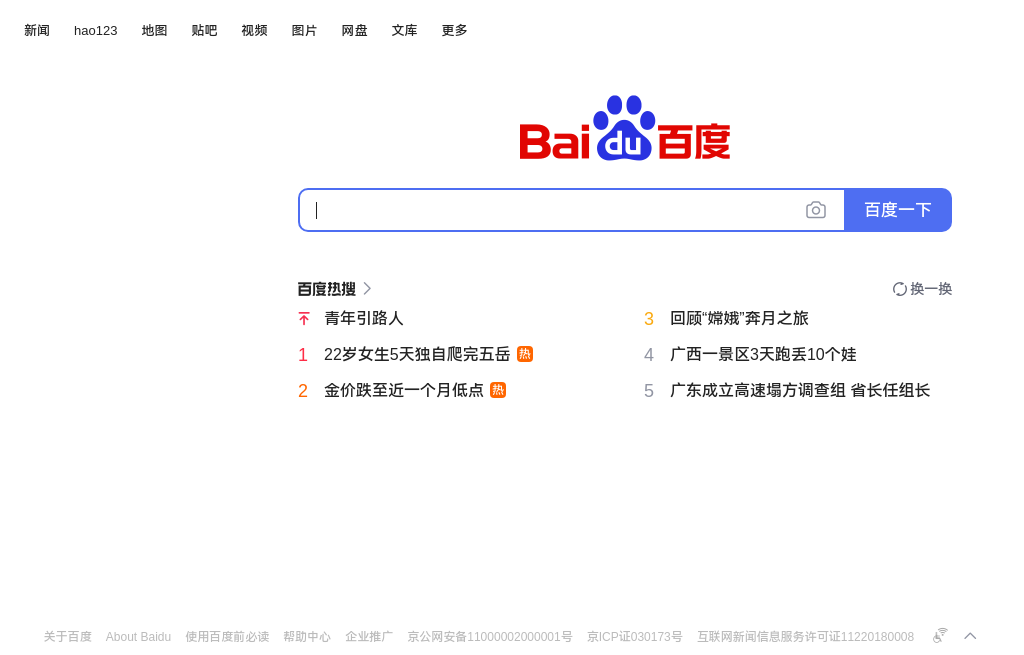 新闻 hao123 地图 贴吧 视频 图片 网盘 文库 更多
Bai du 百度
百度一下
百度热搜 换一换
青年引路人
1 22岁女生5天独自爬完五岳 热
2 金价跌至近一个月低点 热
3 回顾“嫦娥”奔月之旅
4 广西一景区3天跑丢10个娃
5 广东成立高速塌方调查组 省长任组长
关于百度 About Baidu 使用百度前必读 帮助中心 企业推广 京公网安备11000002000001号 京ICP证030173号 互联网新闻信息服务许可证11220180008